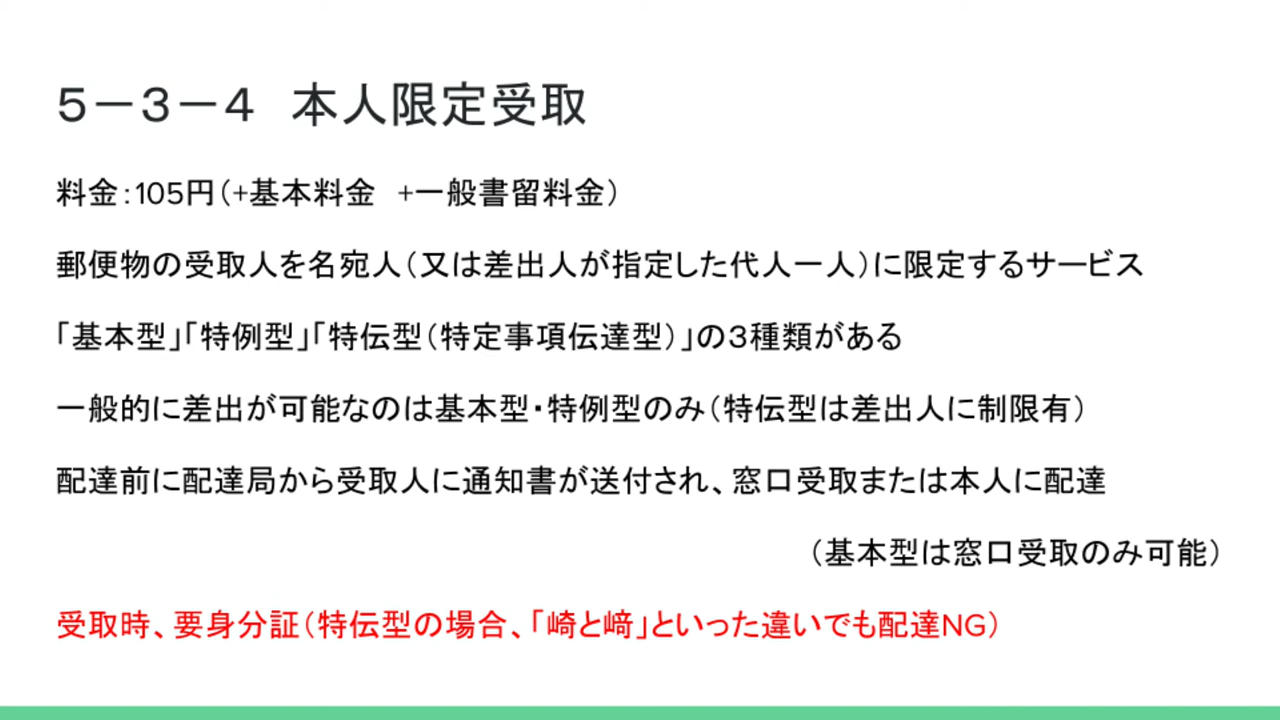 ５－３－４　本人限定受取
料金：105円（+基本料金　+一般書留料金）
郵便物の受取人を名宛人（又は差出人が指定した代人一人）に限定するサービス
「基本型」「特例型」「特伝型（特定事項伝達型）」の３種類がある
一般的に差出が可能なのは基本型・特例型のみ（特伝型は差出人に制限有）
配達前に配達局から受取人に通知書が送付され、窓口受取または本人に配達
（基本型は窓口受取のみ可能）
受取時、要身分証（特伝型の場合、「崎と﨑」といった違いでも配達NG）